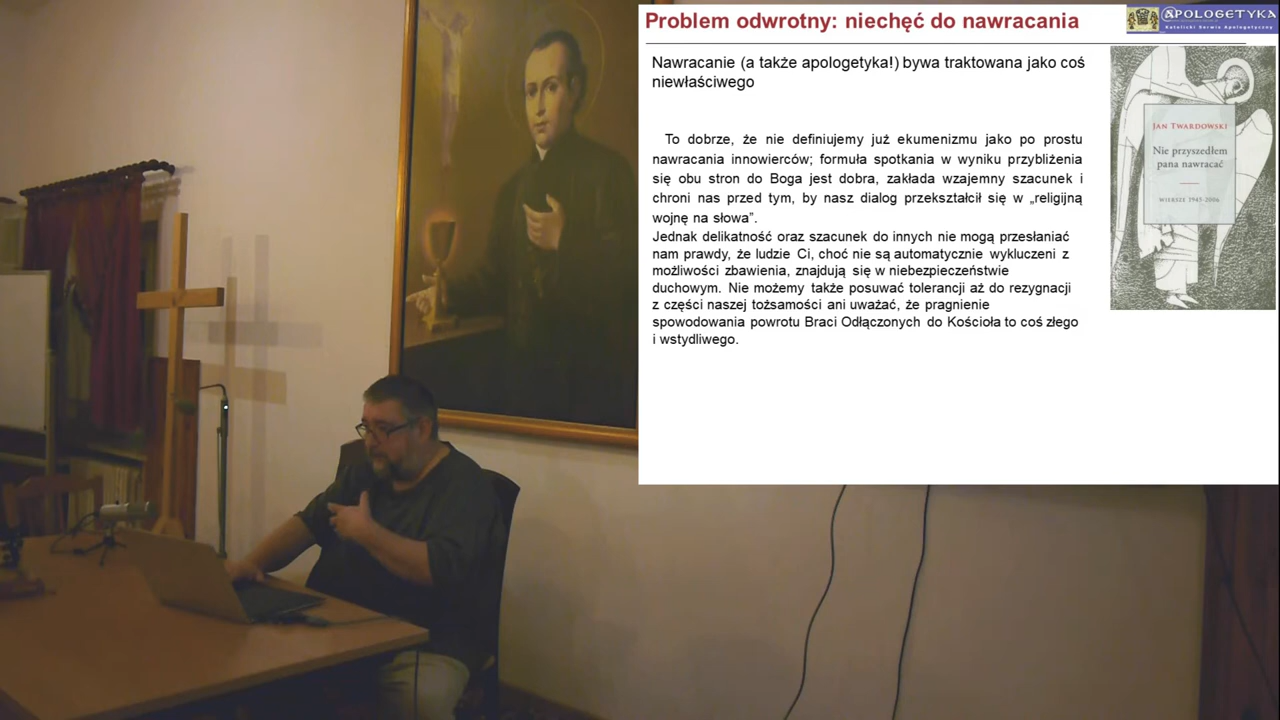 Problem odwrotny: niechęć do nawracania
APOLOGETYKA
Katolicki Serwis Apologetyczny
Nawracanie (a także apologetyka!) bywa traktowana jako coś
niewłaściwego
To dobrze, że nie definiujemy już ekumenizmu jako po prostu
nawracania innowierców; formuła spotkania w wyniku przybliżenia
się obu stron do Boga jest dobra, zakłada wzajemny szacunek i
chroni nas przed tym, by nasz dialog przekształcił się w „religijną
wojnę na słowa”.
Jednak delikatność oraz szacunek do innych nie mogą przesłaniać
nam prawdy, że ludzie Ci, choć nie są automatycznie wykluczeni z
możliwości zbawienia, znajdują się w niebezpieczeństwie
duchowym. Nie możemy także posuwać tolerancji aż do rezygnacji
z części naszej tożsamości ani uważać, że pragnienie
spowodowania powrotu Braci Odłączonych do Kościoła to coś złego
i wstydliwego.
JAN TWARDOWSKI
Nie przyszedłem
pana nawracać
WIERSZE 1945-2006